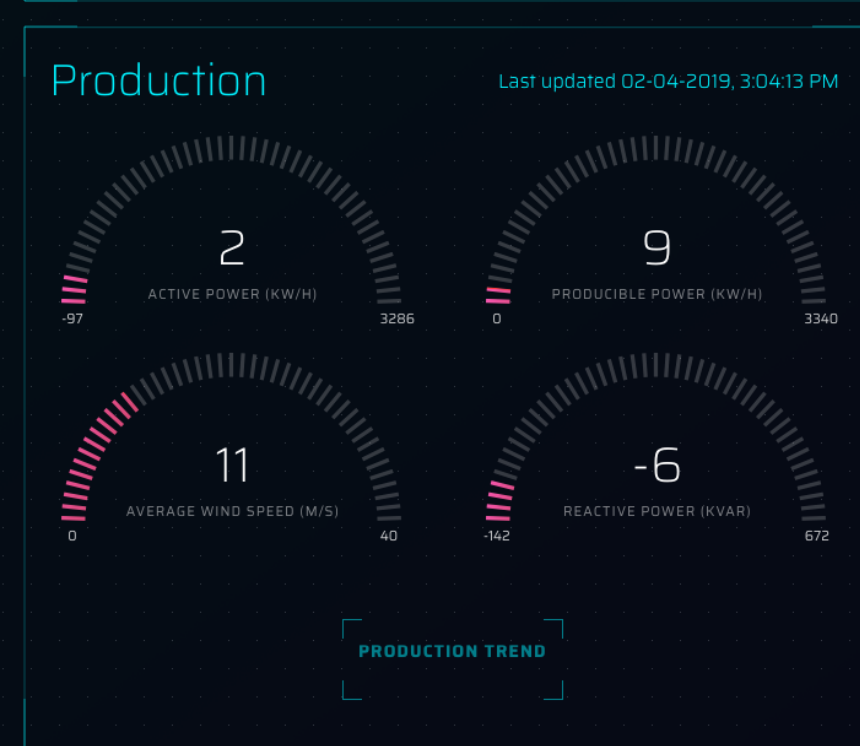 Production
Last updated 02-04-2019, 3:04:13 PM
2
ACTIVE POWER (KW/H)
-97
3286
9
PRODUCIBLE POWER (KW/H)
0
3340
11
AVERAGE WIND SPEED (M/S)
0
40
-6
REACTIVE POWER (KVAR)
-142
672
PRODUCTION TREND